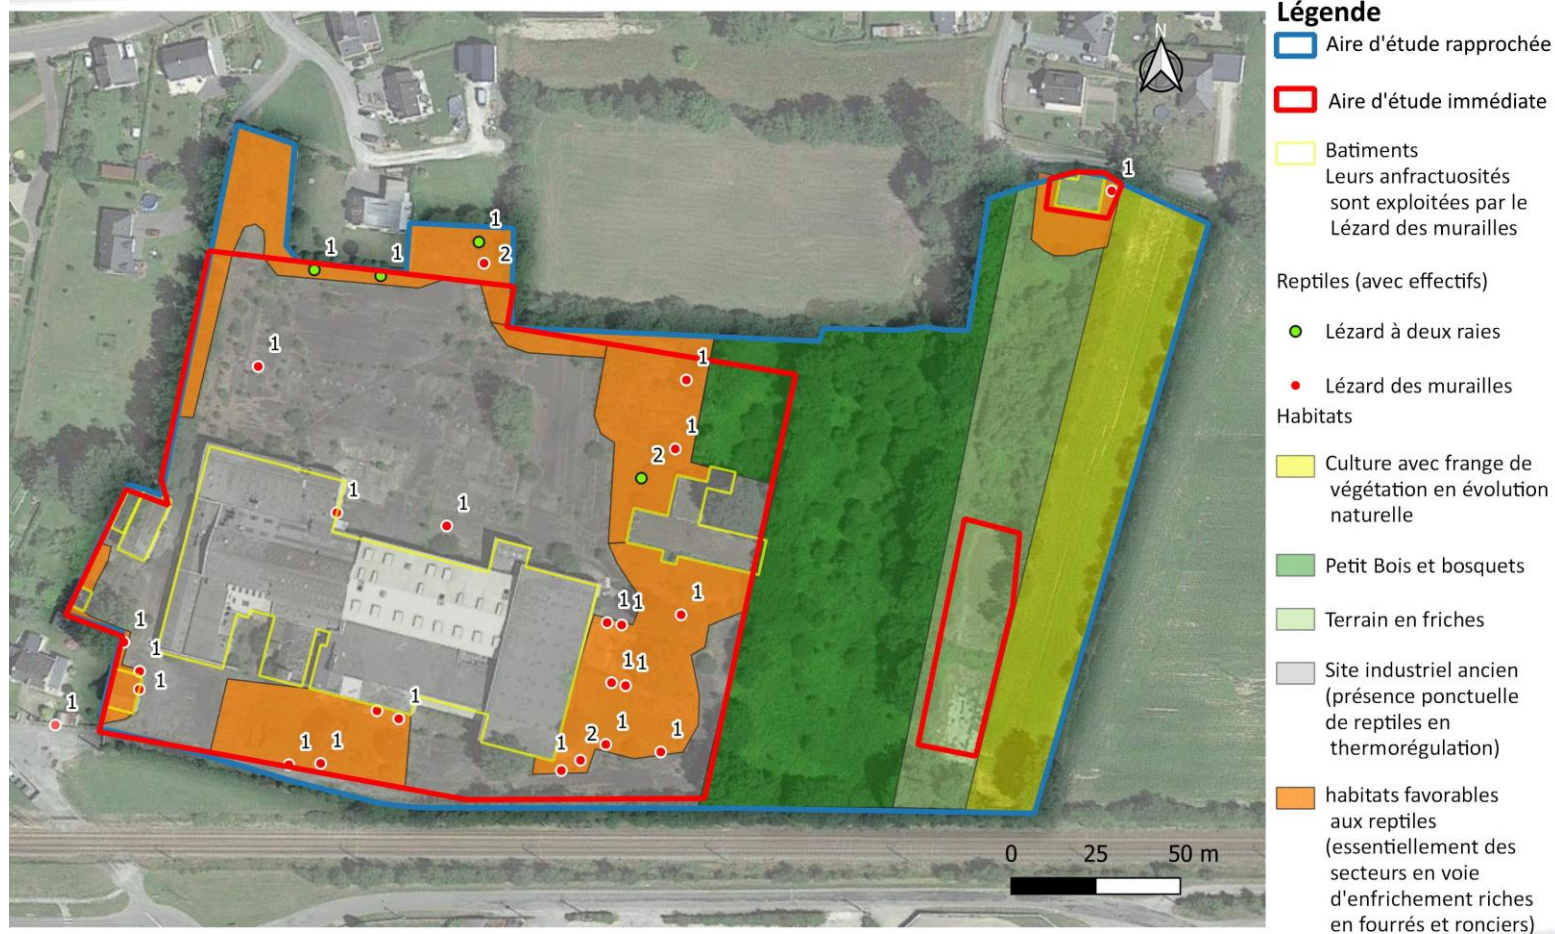 Légende
Aire d'étude rapprochée
Aire d'étude immédiate
Batiments
Leurs anfractuosités
sont exploitées par le
Lézard des murailles
Reptiles (avec effectifs)
Lézard à deux raies
Lézard des murailles
Habitats
Culture avec frange de
végétation en évolution
naturelle
Petit Bois et bosquets
Terrain en friches
Site industriel ancien
(présence ponctuelle
de reptiles en
thermorégulation)
habitats favorables
aux reptiles
(essentiellement des
secteurs en voie
d'enfrichement riches
en fourrés et ronciers)
N
1
1
1
1
2
1
1
1
2
1
1
1
1 1
1
1
1
1 1
1
1
1
1
1 1
1
2
1
1
0 25 50 m